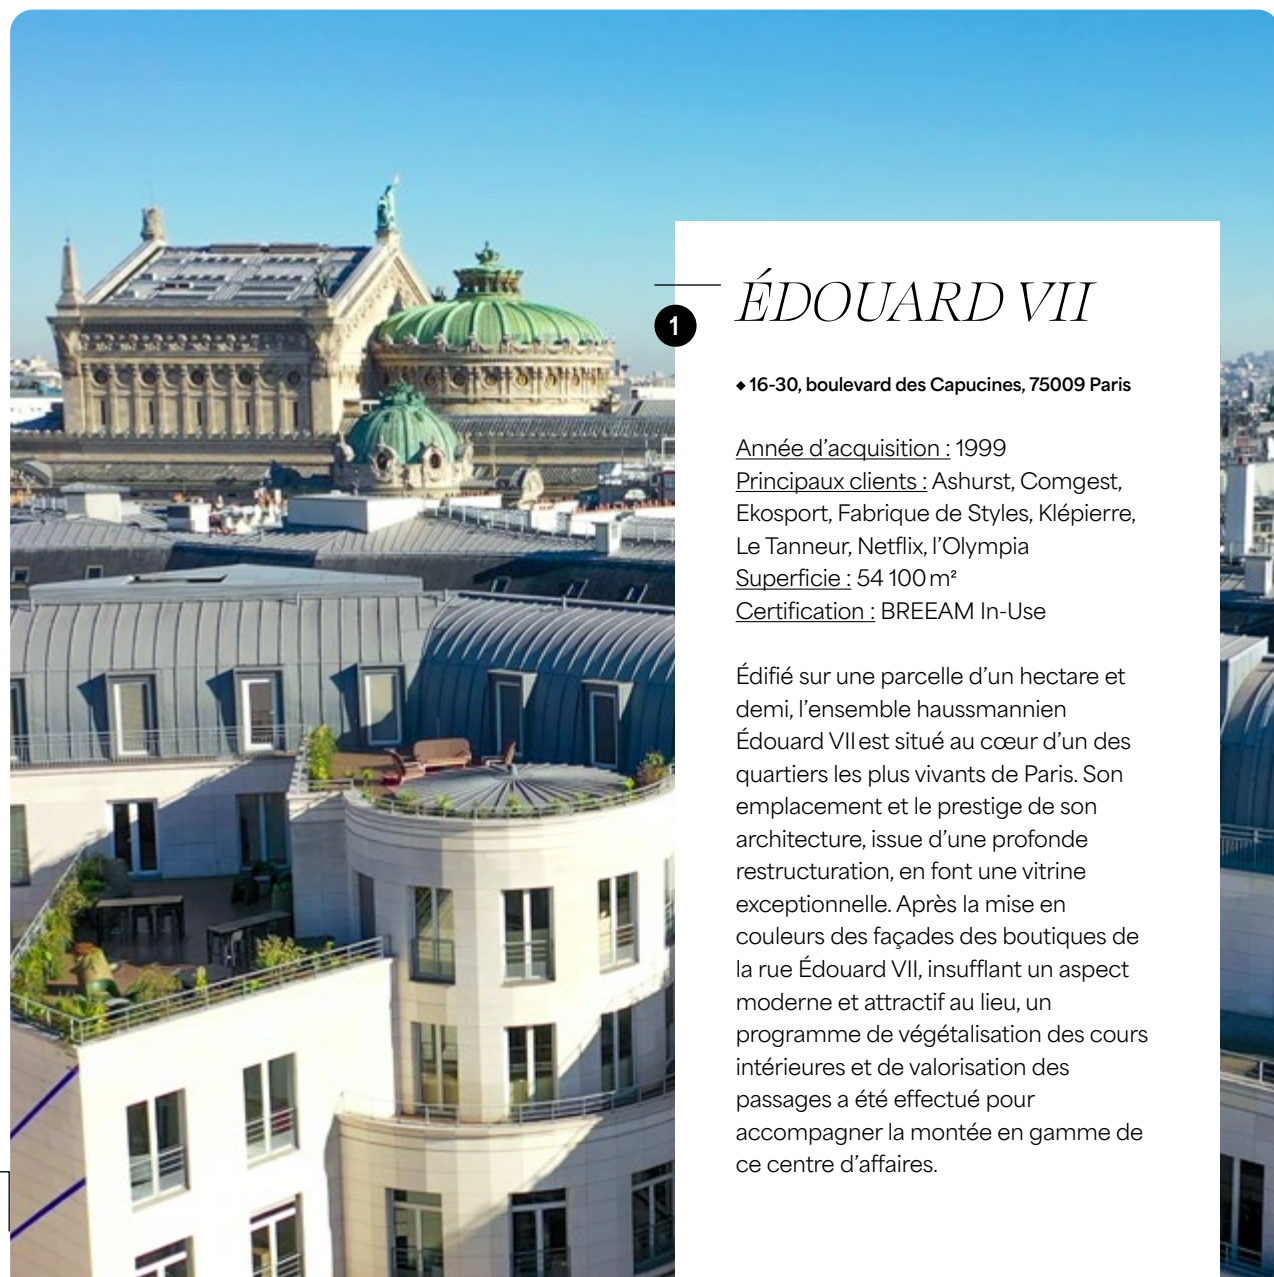 ÉDOUARD VII
1
◆ 16-30, boulevard des Capucines, 75009 Paris
Année d’acquisition : 1999
Principaux clients : Ashurst, Comgest,
Ekosport, Fabrique de Styles, Klépierre,
Le Tanneur, Netflix, l’Olympia
Superficie : 54 100 m²
Certification : BREEAM In-Use
Édifié sur une parcelle d’un hectare et
demi, l’ensemble haussmannien
Édouard VII est situé au cœur d’un des
quartiers les plus vivants de Paris. Son
emplacement et le prestige de son
architecture, issue d’une profonde
restructuration, en font une vitrine
exceptionnelle. Après la mise en
couleurs des façades des boutiques de
la rue Édouard VII, insufflant un aspect
moderne et attractif au lieu, un
programme de végétalisation des cours
intérieures et de valorisation des
passages a été effectué pour
accompagner la montée en gamme de
ce centre d’affaires.